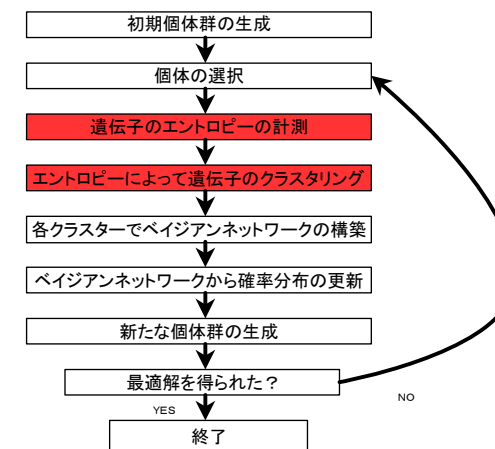 初期個体群の生成
個体の選択
遺伝子のエントロピーの計測
エントロピーによって遺伝子のクラスタリング
各クラスターでベイジアンネットワークの構築
ベイジアンネットワークから確率分布の更新
新たな個体群の生成
最適解を得られた？
NO
YES
終了